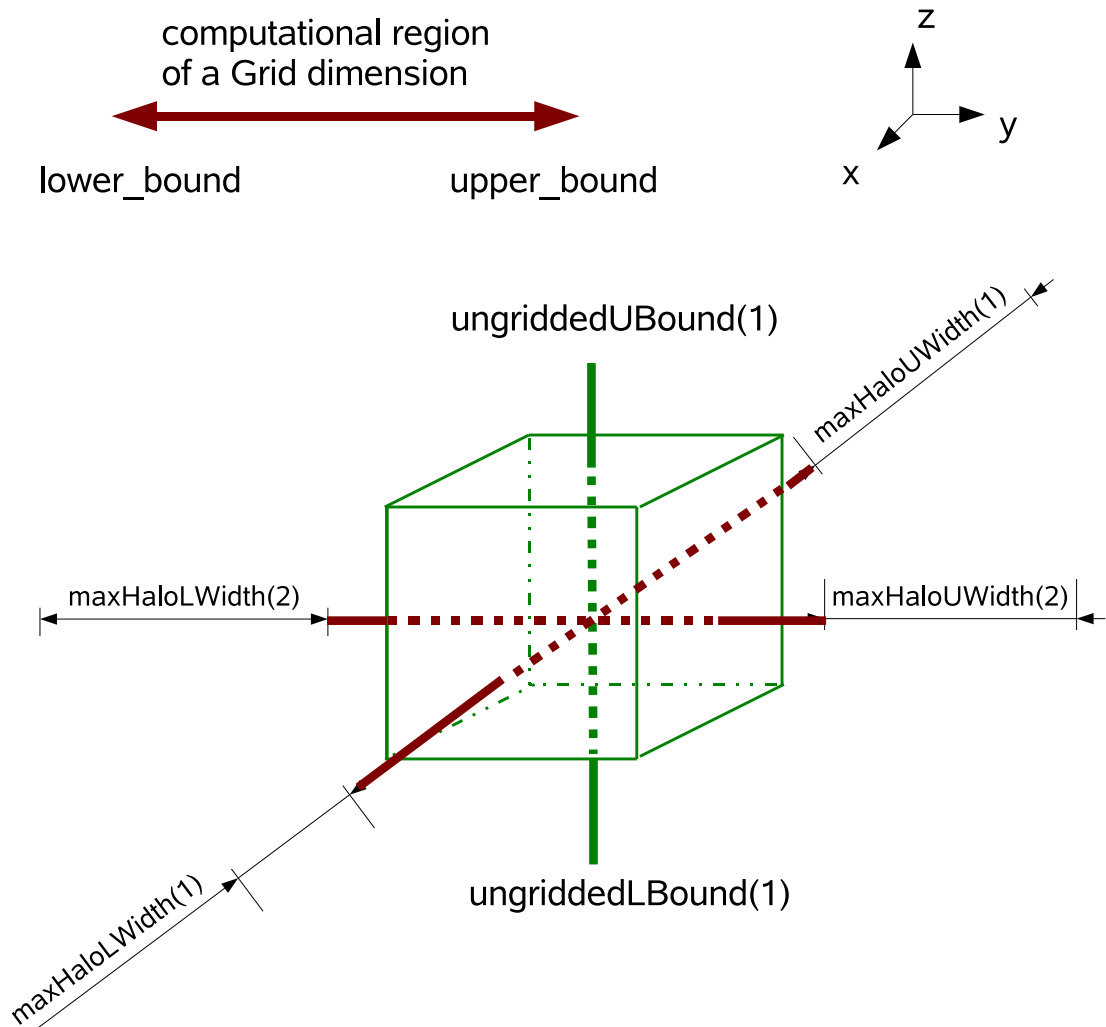 computational region
of a Grid dimension
z
y
x
lower_bound
upper_bound
ungriddedUBound(1)
maxHaloUWidth(1)
maxHaloLWidth(2)
maxHaloUWidth(2)
ungriddedLBound(1)
maxHaloLWidth(1)